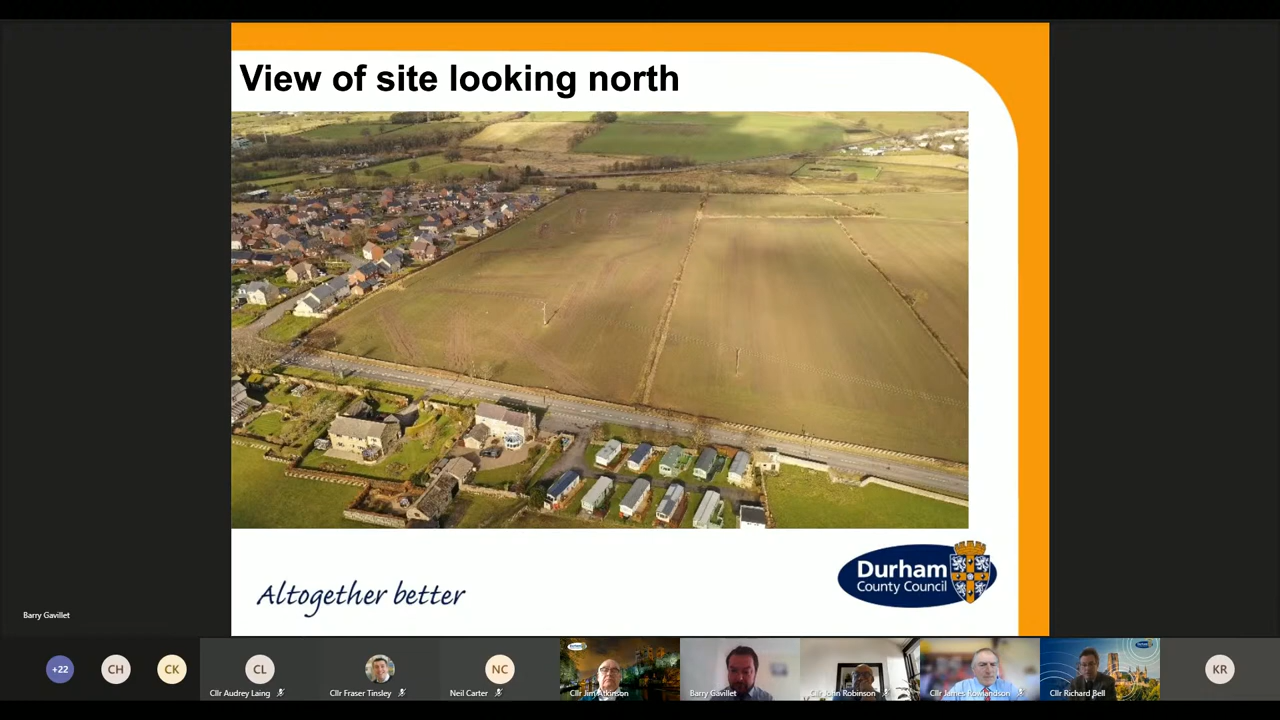 View of site looking north
Altogether better
Durham
County Council
Barry Gavillet
+22
CH
CK
CL
Cllr Audrey Laing
Cllr Fraser Tinsley
NC
Neil Carter
Cllr Jim Atkinson
Barry Gavillet
Cllr John Robinson
Cllr James Rowlandson
Cllr Richard Bell
KR